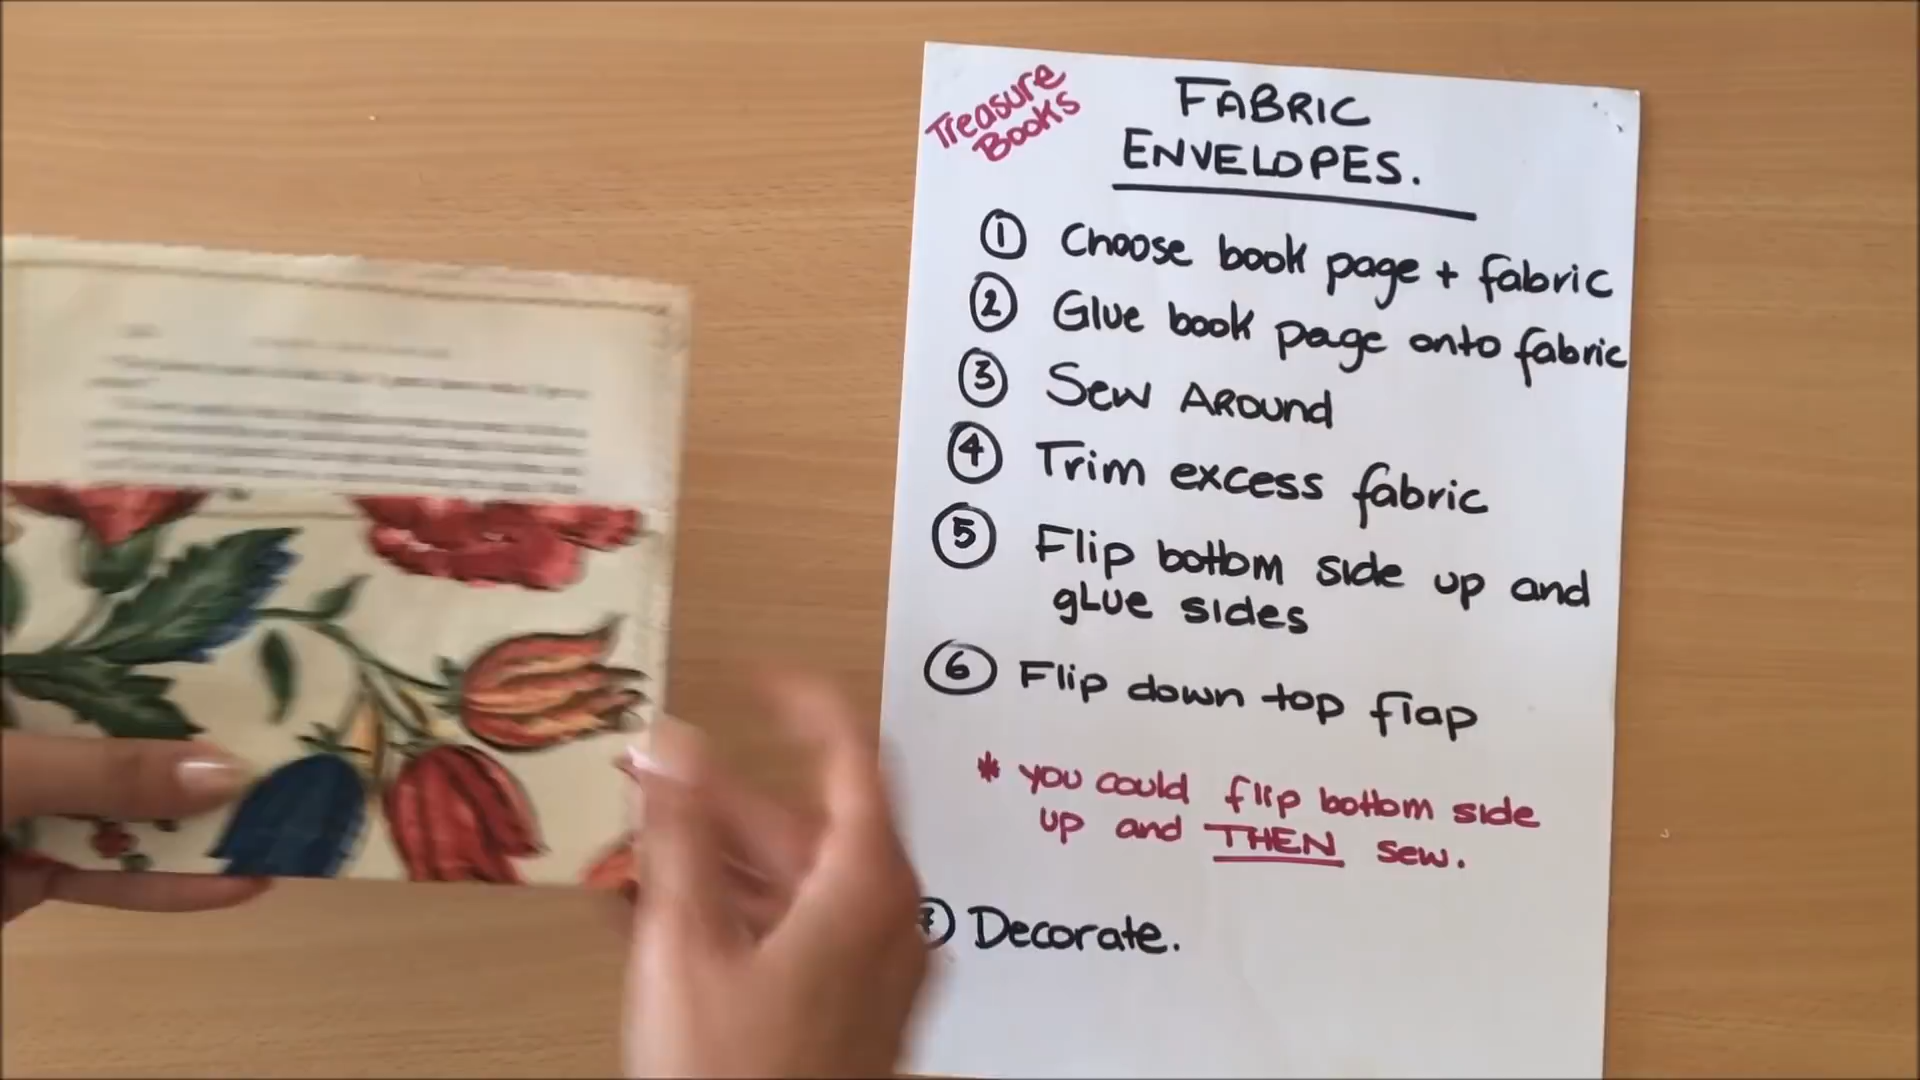 Treasure
Books
FABRIC
ENVELOPES.
1 Choose book page + fabric
2 Glue book page onto fabric
3 Sew AROUND
4 Trim excess fabric
5 Flip bottom side up and
glue sides
6 Flip down top flap
* you could flip bottom side
up and THEN sew.
7 Decorate.